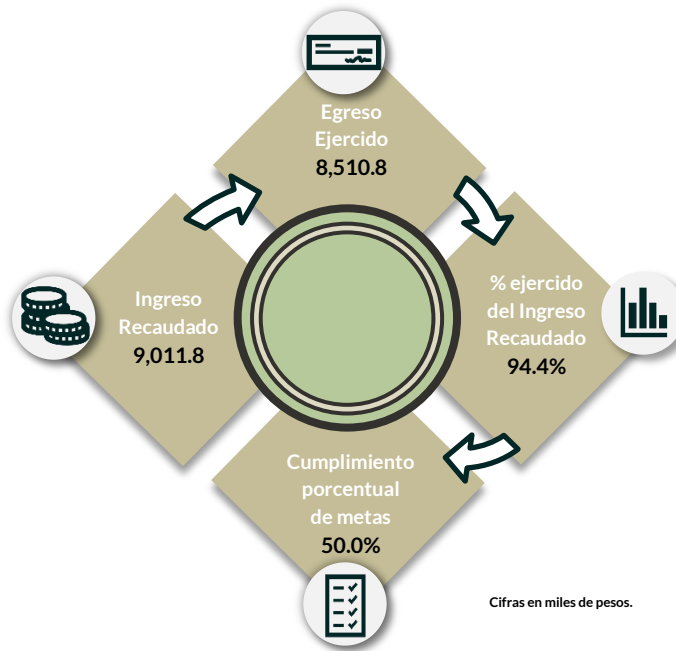 Egreso
Ejercido
8,510.8
Ingreso
Recaudado
9,011.8
% ejercido
del Ingreso
Recaudado
94.4%
Cumplimiento
porcentual
de metas
50.0%
Cifras en miles de pesos.